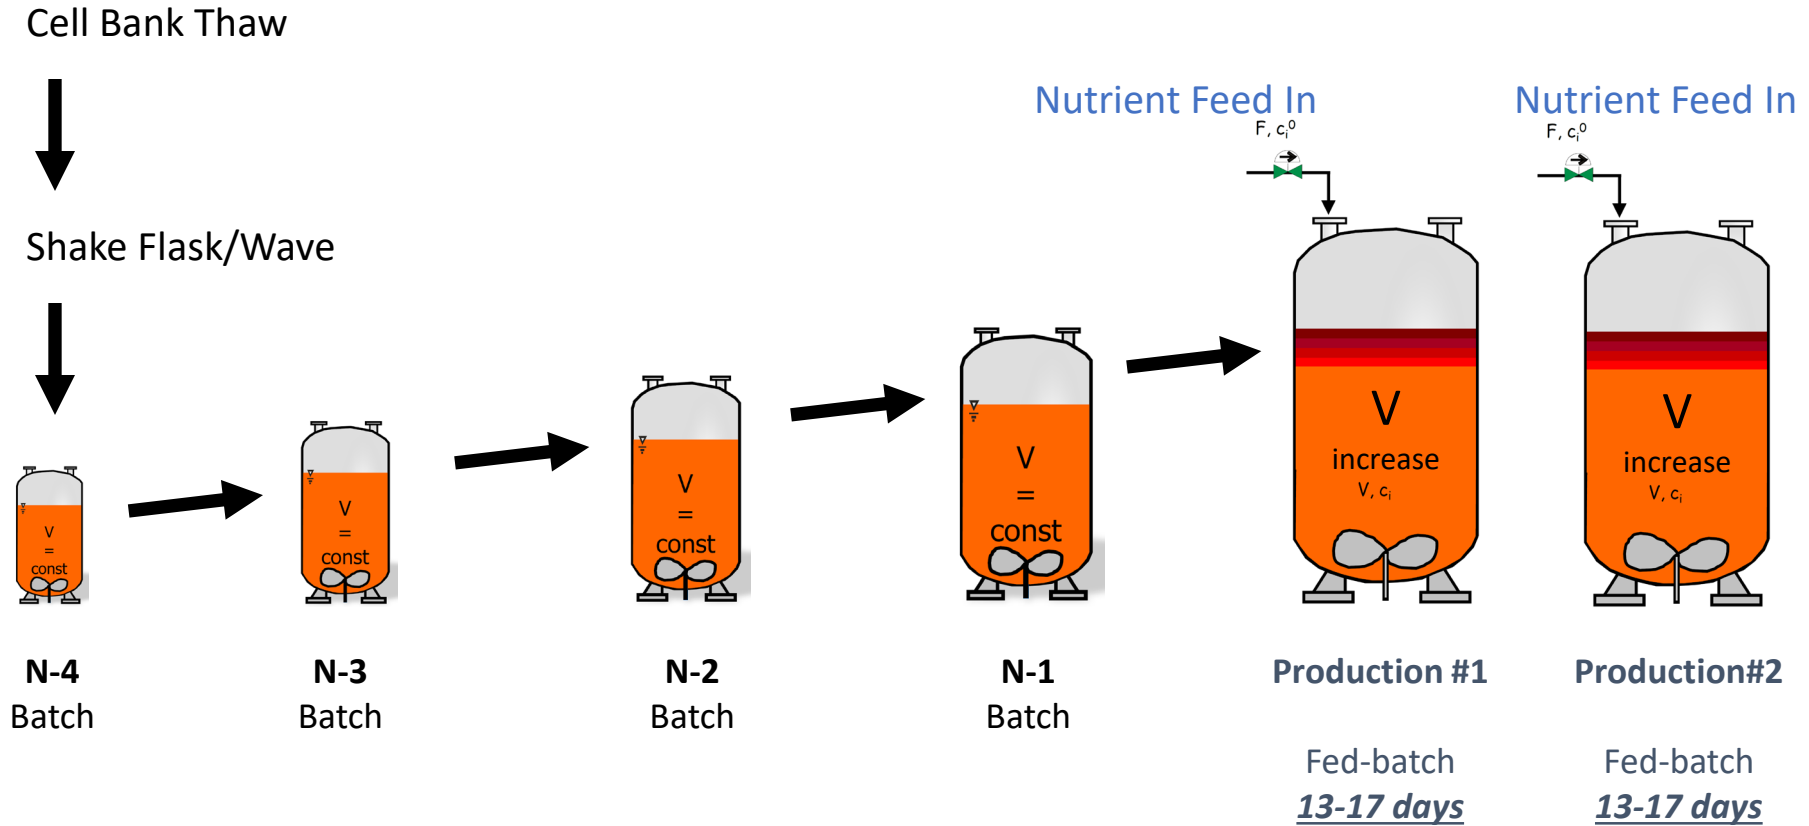 Cell Bank Thaw
Shake Flask/Wave
Nutrient Feed In
F, cᵢ⁰
Nutrient Feed In
F, cᵢ⁰
V
=
const
V
=
const
V
=
const
V
=
const
V
increase
V, cᵢ
V
increase
V, cᵢ
N-4
Batch
N-3
Batch
N-2
Batch
N-1
Batch
Production #1
Fed-batch
13-17 days
Production#2
Fed-batch
13-17 days